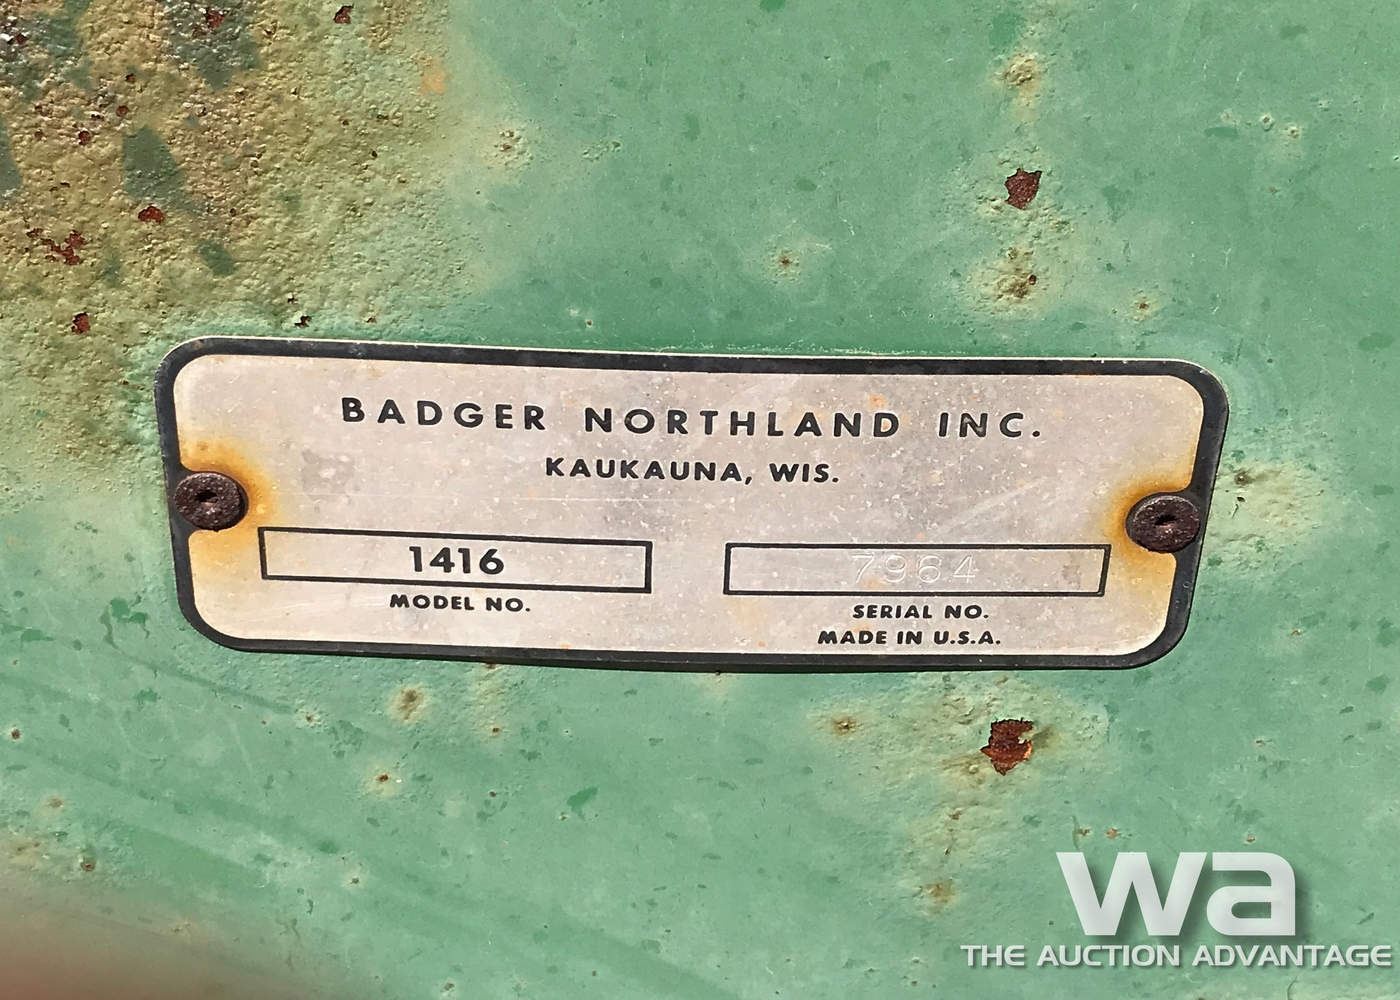 BADGER NORTHLAND INC.
KAUKAUNA, WIS.
1416
MODEL NO.
7964
SERIAL NO.
MADE IN U.S.A.
wa
THE AUCTION ADVANTAGE